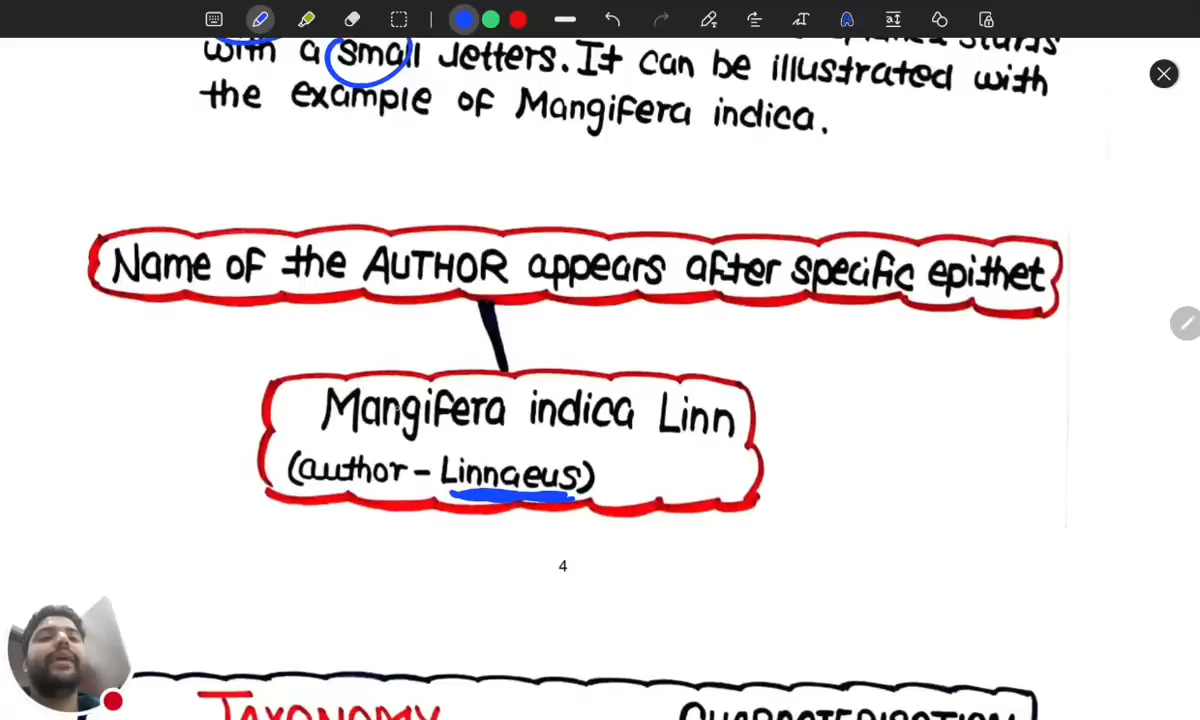 with a small letters. It can be illustrated with
the example of Mangifera indica.
Name of the AUTHOR appears after specific epithet
Mangifera indica Linn
(author - Linnaeus)
4
TAXONOMY
CHARACTERISATION